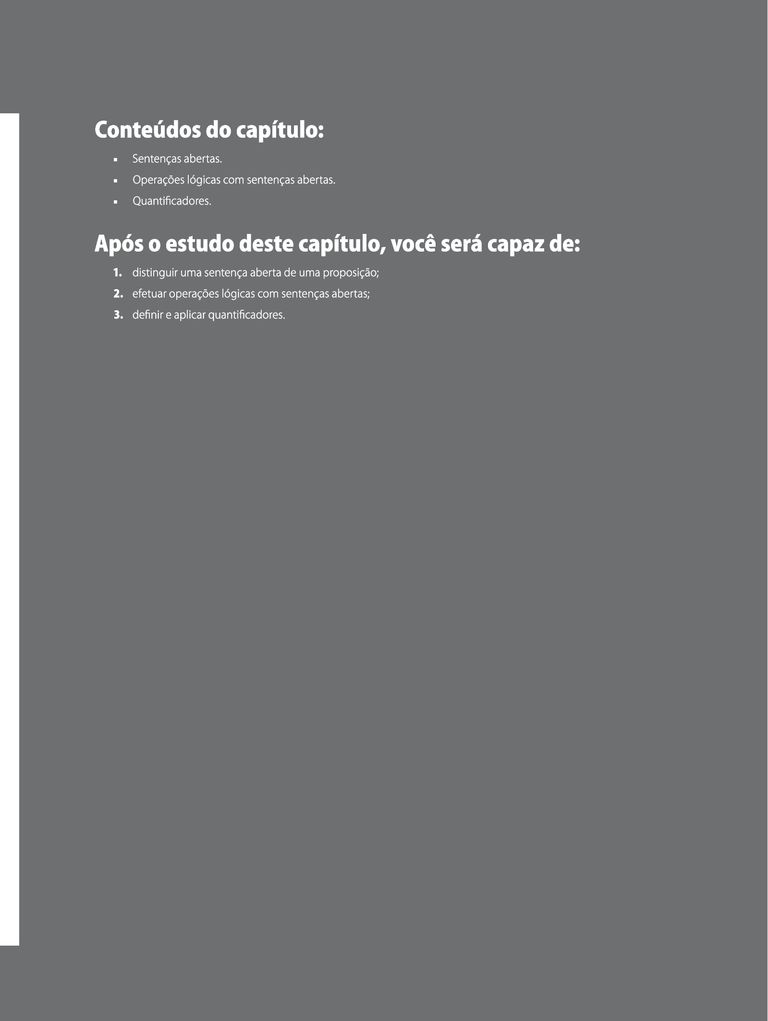 Conteúdos do capítulo:
▪ Sentenças abertas.
▪ Operações lógicas com sentenças abertas.
▪ Quantificadores.
Após o estudo deste capítulo, você será capaz de:
1. distinguir uma sentença aberta de uma proposição;
2. efetuar operações lógicas com sentenças abertas;
3. definir e aplicar quantificadores.